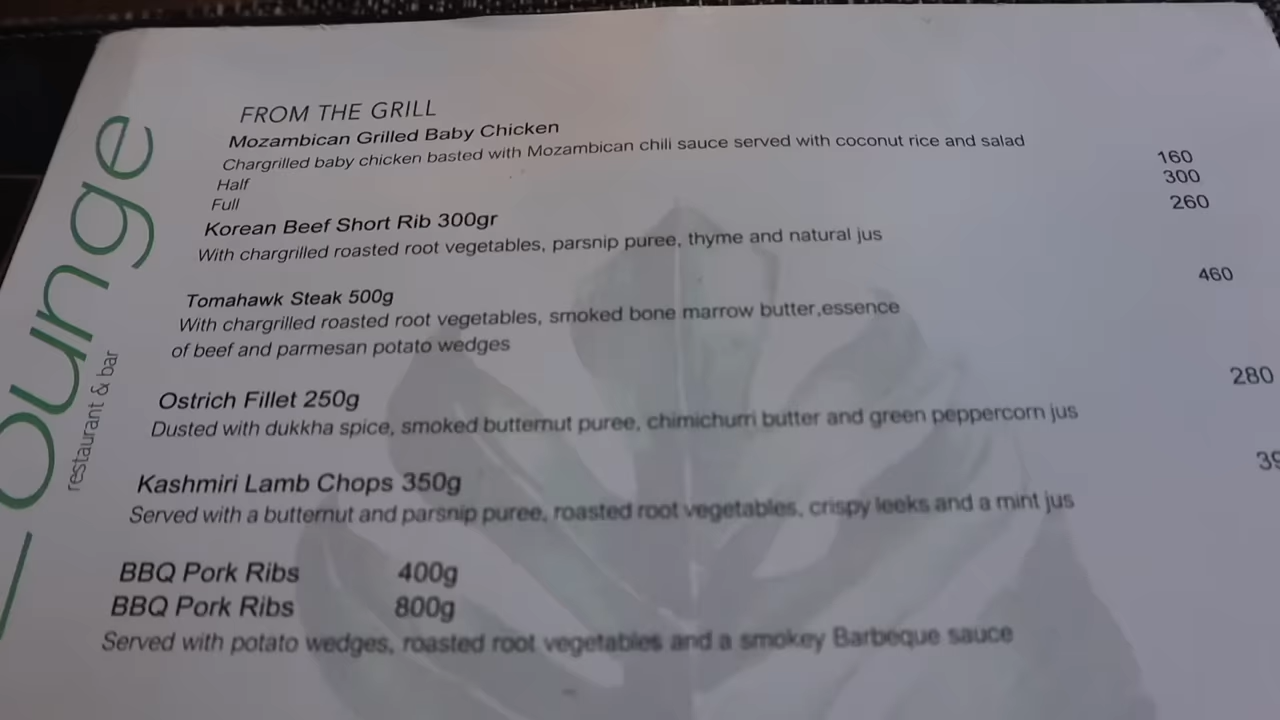 FROM THE GRILL
Mozambican Grilled Baby Chicken
Chargrilled baby chicken basted with Mozambican chili sauce served with coconut rice and salad
Half 160
Full 300
Korean Beef Short Rib 300gr 260
With chargrilled roasted root vegetables, parsnip puree, thyme and natural jus
Tomahawk Steak 500g 460
With chargrilled roasted root vegetables, smoked bone marrow butter,essence
of beef and parmesan potato wedges
Ostrich Fillet 250g 280
Dusted with dukkha spice, smoked butternut puree, chimichurri butter and green peppercorn jus
Kashmiri Lamb Chops 350g
Served with a butternut and parsnip puree, roasted root vegetables, crispy leeks and a mint jus
BBQ Pork Ribs 400g
BBQ Pork Ribs 800g
Served with potato wedges, roasted root vegetables and a smokey Barbeque sauce
Lounge
restaurant & bar